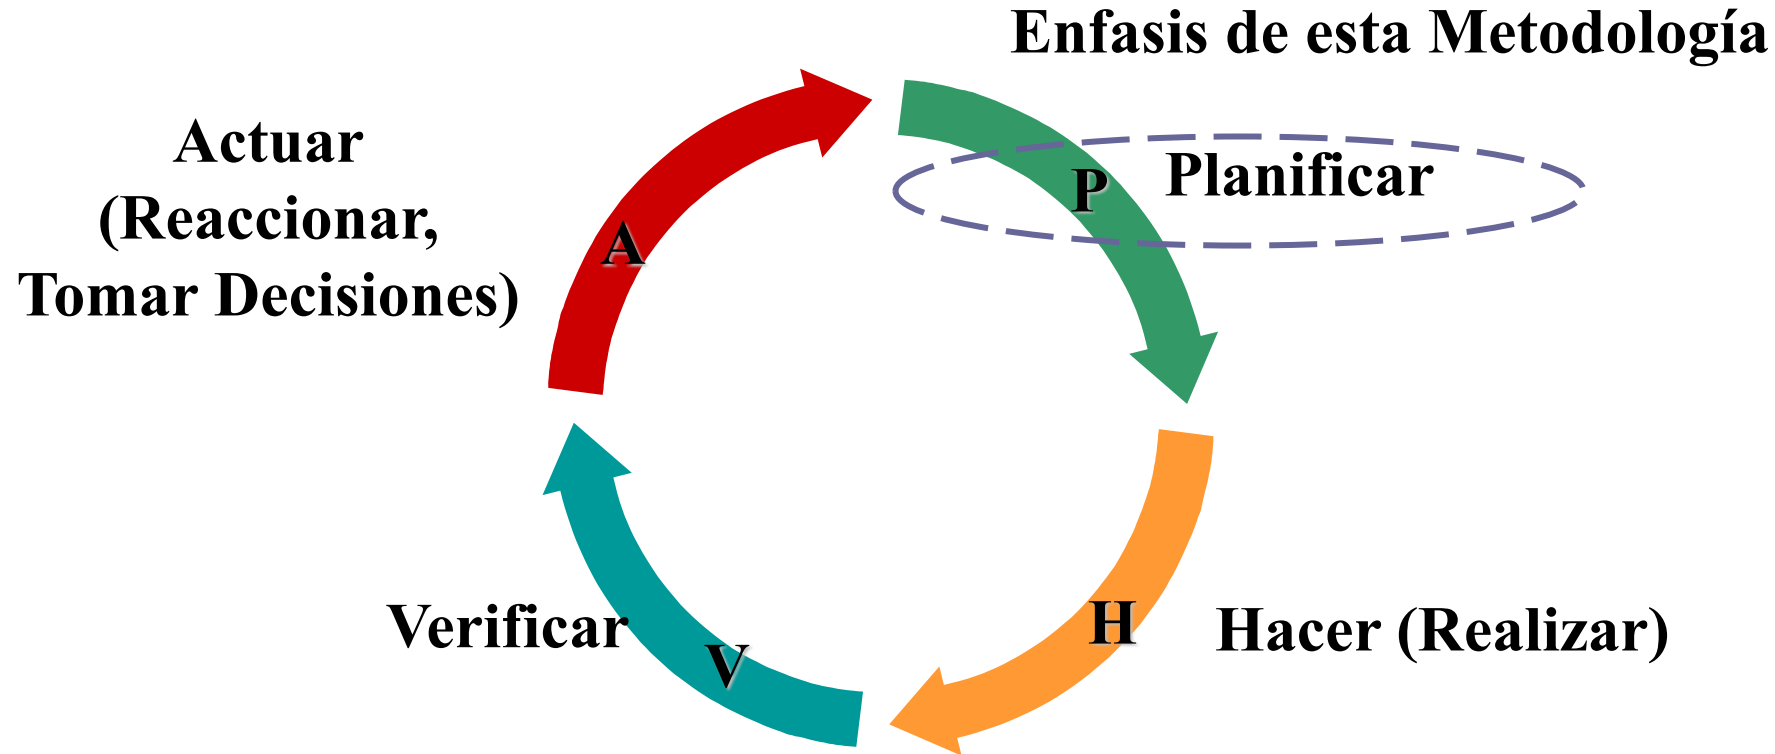 Enfasis de esta Metodología
Actuar
(Reaccionar,
Tomar Decisiones)
A
P
Planificar
Verificar
V
H
Hacer (Realizar)